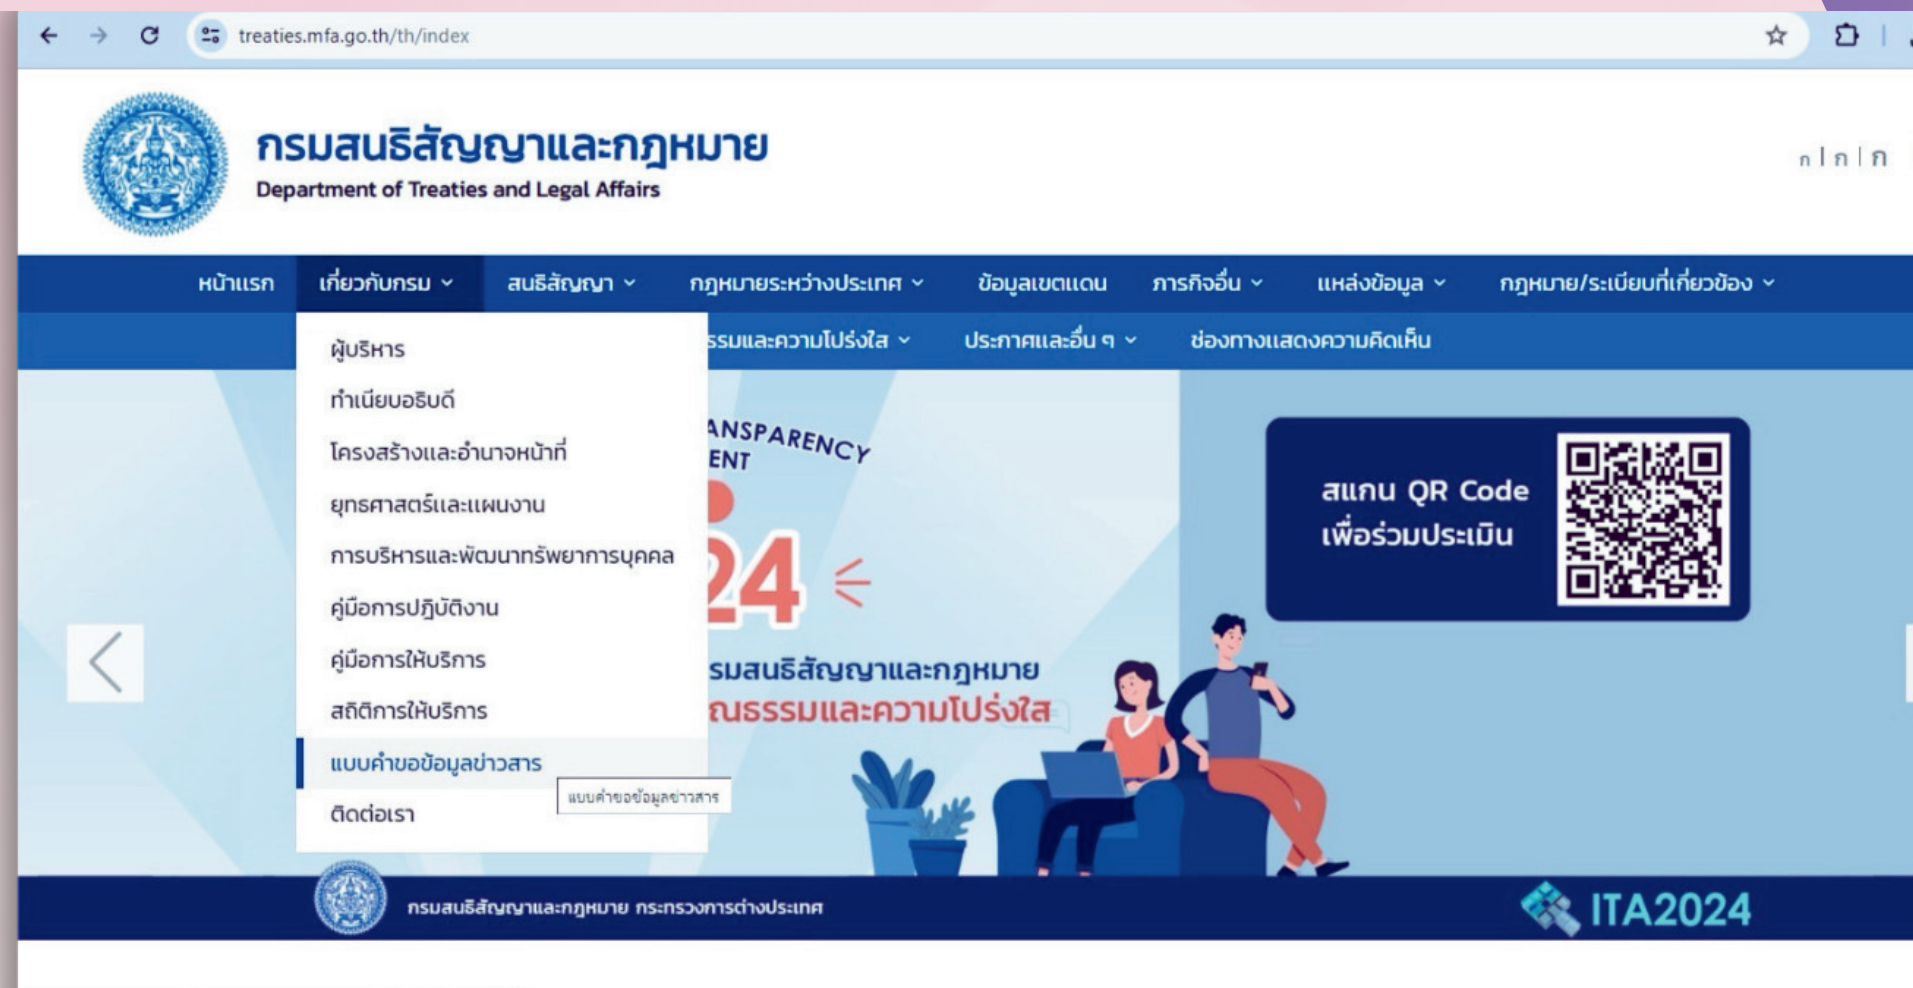 treaties.mfa.go.th/th/index
กรมสนธิสัญญาและกฎหมาย
Department of Treaties and Legal Affairs
ก | ก | ก
หน้าแรก เกี่ยวกับกรม สนธิสัญญา กฎหมายระหว่างประเทศ ข้อมูลเขตแดน ภารกิจอื่น แหล่งข้อมูล กฎหมาย/ระเบียบที่เกี่ยวข้อง
รรมและความโปร่งใส ประกาศและอื่น ๆ ช่องทางแสดงความคิดเห็น
ผู้บริหาร
ทำเนียบอธิบดี
โครงสร้างและอำนาจหน้าที่
ยุทธศาสตร์และแผนงาน
การบริหารและพัฒนาทรัพยาการบุคคล
คู่มือการปฎิบัติงาน
คู่มือการให้บริการ
สถิติการให้บริการ
แบบคำขอข้อมูลข่าวสาร
แบบคำขอข้อมูลข่าวสาร
ติดต่อเรา
ANSPARENCY
ENT
24
รมสนธิสัญญาและกฎหมาย
ณธรรมและความโปร่งใส
สแกน QR Code
เพื่อร่วมประเมิน
กรมสนธิสัญญาและกฎหมาย กระทรวงการต่างประเทศ
ITA2024